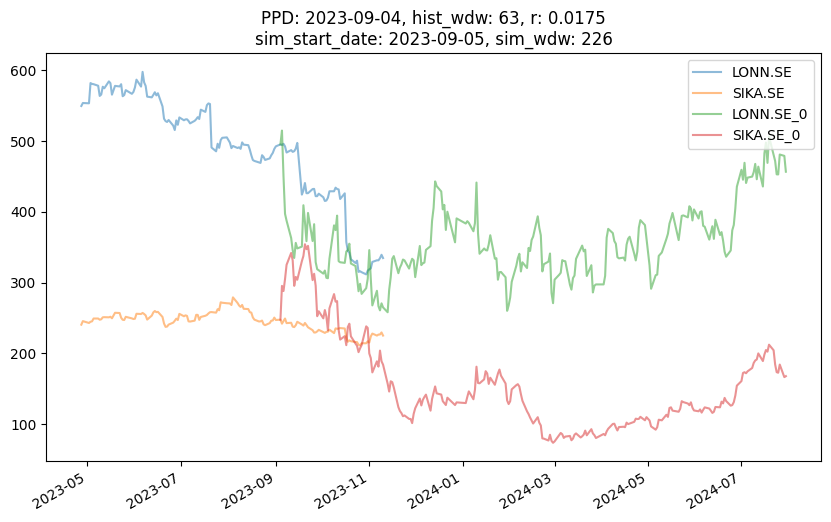 PPD: 2023-09-04, hist_wdw: 63, r: 0.0175
sim_start_date: 2023-09-05, sim_wdw: 226
600
500
400
300
200
100
LONN.SE
SIKA.SE
LONN.SE_0
SIKA.SE_0
2023-05
2023-07
2023-09
2023-11
2024-01
2024-03
2024-05
2024-07